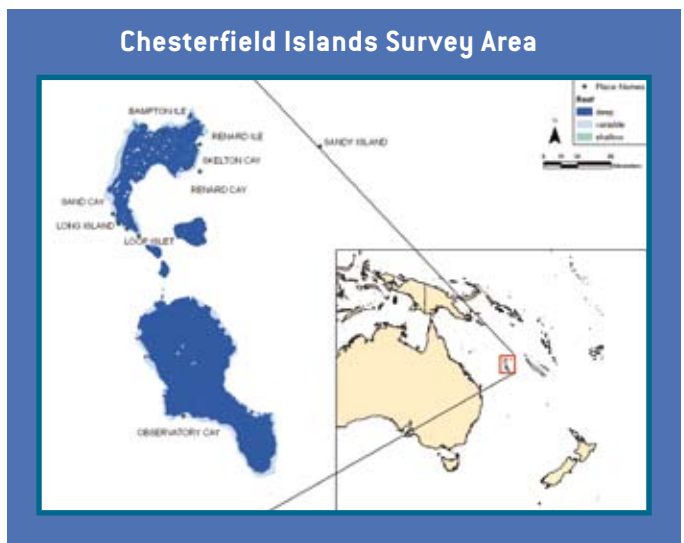 Chesterfield Islands Survey Area
Place Names
Reef
deep
variable
shallow
N
BAMPTON ILE
RENARD ILE
SANDY ISLAND
SKELTON CAY
RENARD CAY
SAND CAY
LONG ISLAND
LOOP ISLET
OBSERVATORY CAY